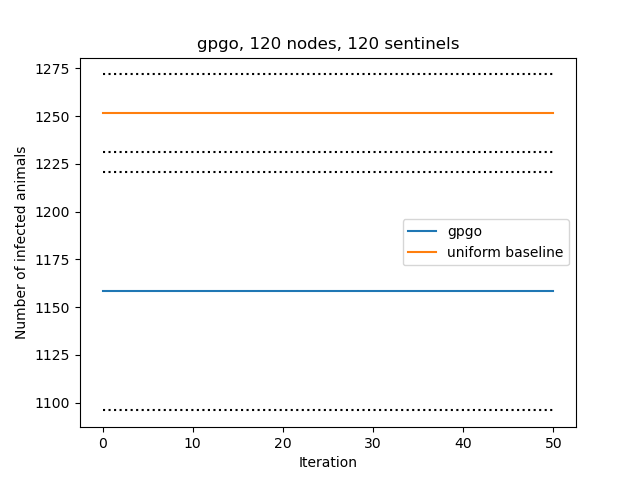 gpgo, 120 nodes, 120 sentinels
1275
1250
1225
1200
1175
1150
1125
1100
Number of infected animals
gpgo
uniform baseline
0 10 20 30 40 50
Iteration